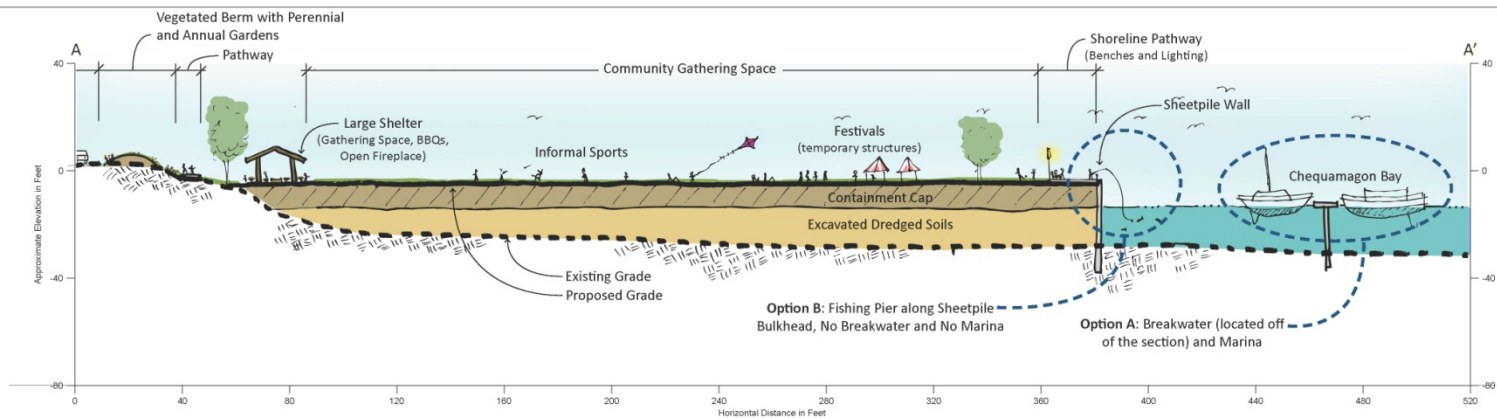 Vegetated Berm with Perennial
and Annual Gardens
Pathway
Shoreline Pathway
(Benches and Lighting)
A
A'
40
40
Community Gathering Space
Sheetpile Wall
Large Shelter
(Gathering Space, BBQs,
Open Fireplace)
Informal Sports
Festivals
(temporary structures)
Chequamagon Bay
0
0
Approximate Elevation in Feet
Approximate Elevation in Feet
Containment Cap
Excavated Dredged Soils
-40
-40
Existing Grade
Proposed Grade
Option B: Fishing Pier along Sheetpile
Bulkhead, No Breakwater and No Marina
Option A: Breakwater (located off
of the section) and Marina
-80
-80
0 40 80 120 160 200 240 280 320 360 400 440 480 520
Horizontal Distance in Feet